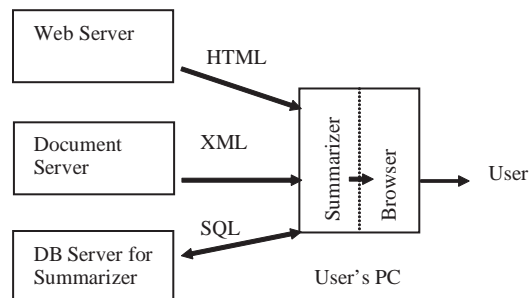 Web Server
HTML
Document
Server
XML
Summarizer
Browser
User
SQL
DB Server for
Summarizer
User's PC